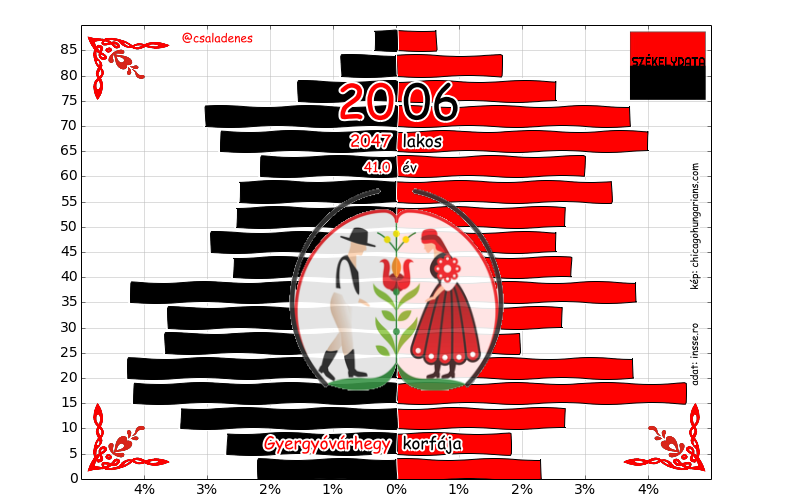 @csaladenes
SZÉKELYDATA
2006
2047 lakos
41,0 év
Gyergyóvárhegy korfája
kép: chicagohungarians.com
adat: insse.ro
85
80
75
70
65
60
55
50
45
40
35
30
25
20
15
10
5
0
4% 3% 2% 1% 0% 1% 2% 3% 4%